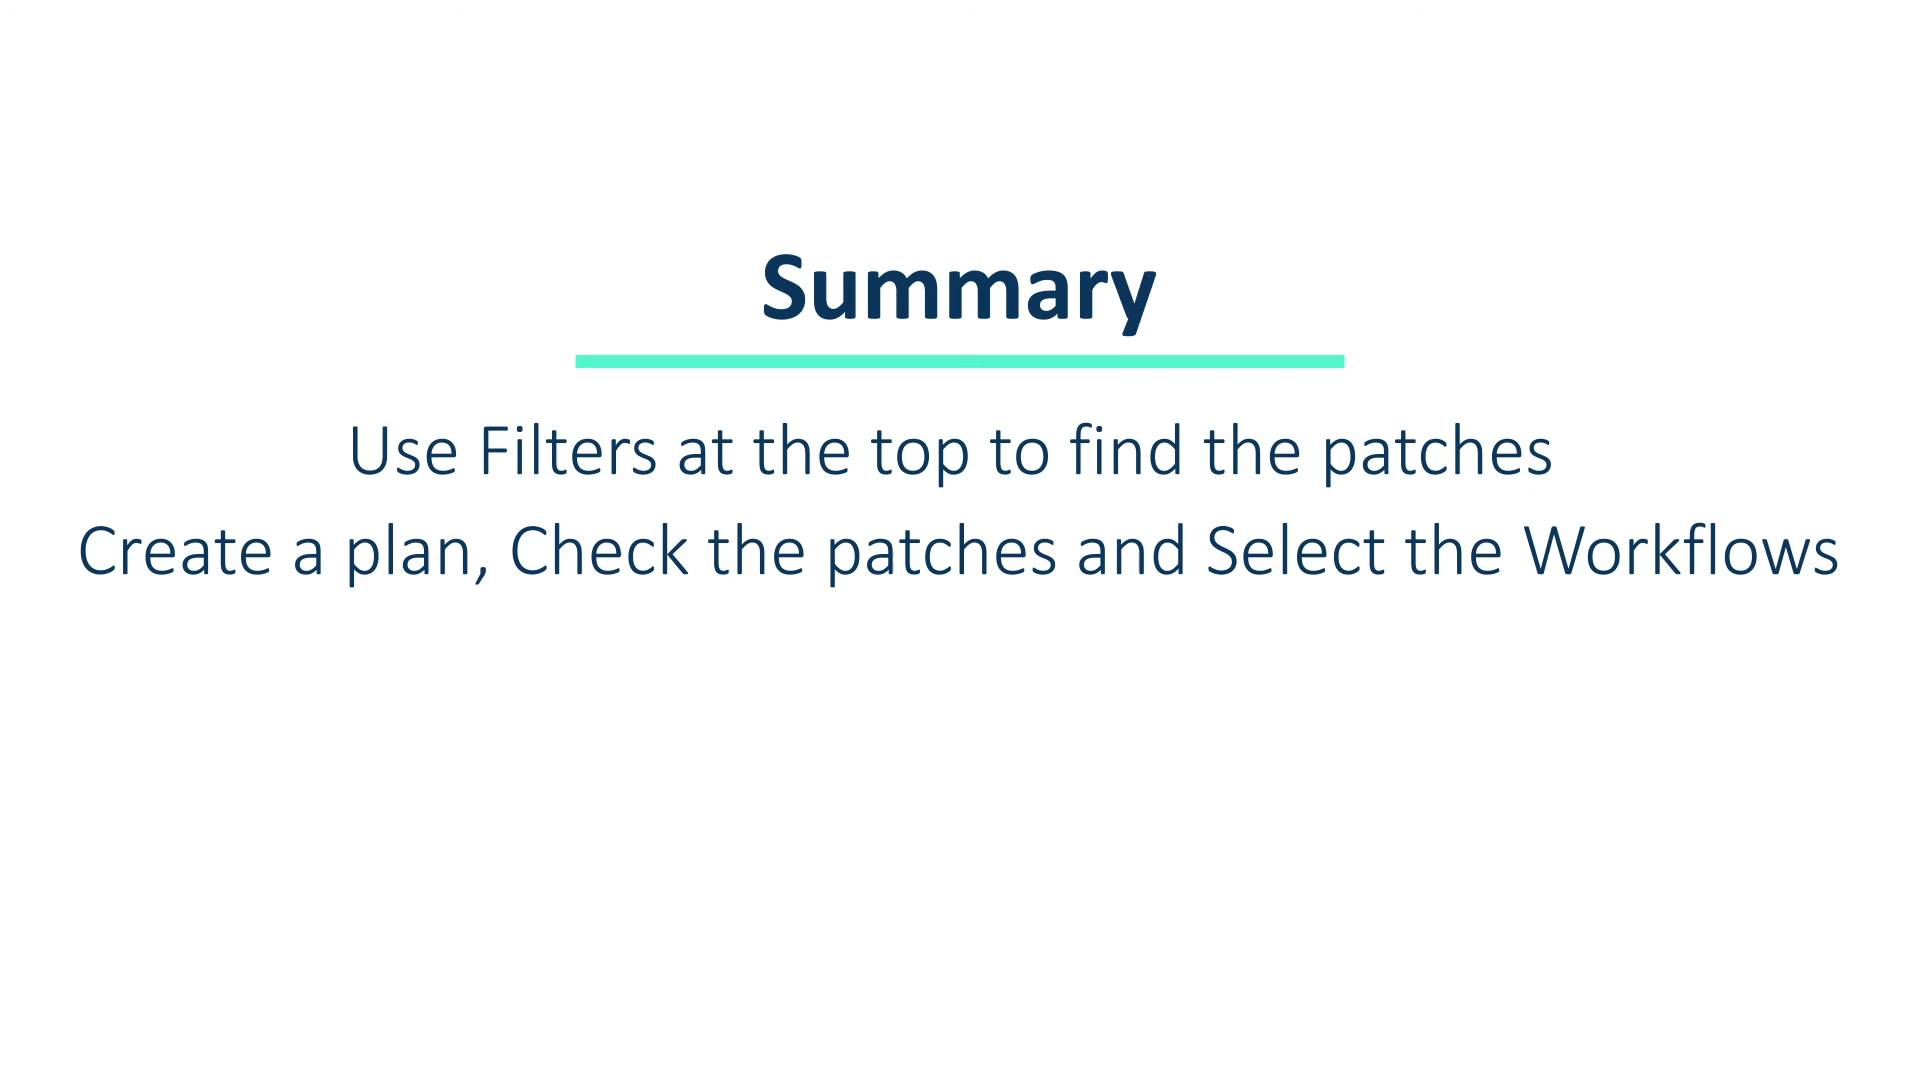 Summary
Use Filters at the top to find the patches
Create a plan, Check the patches and Select the Workflows